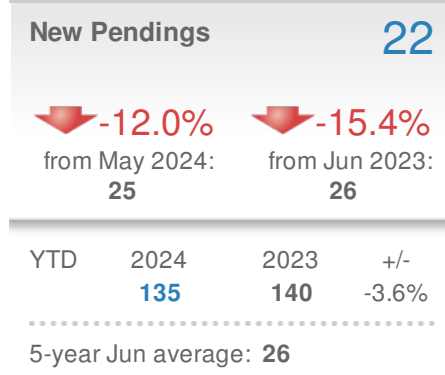 New Pendings 22
-12.0% -15.4%
from May 2024: from Jun 2023:
25 26
YTD 2024 2023 +/-
135 140 -3.6%
5-year Jun average: 26